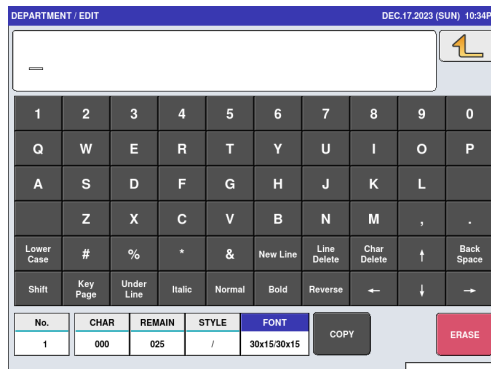 DEPARTMENT / EDIT DEC.17.2023 (SUN) 10:34P
1 2 3 4 5 6 7 8 9 0
Q W E R T Y U I O P
A S D F G H J K L
Z X C V B N M , .
Lower Case # % * & New Line Line Delete Char Delete ↑ Back Space
Shift Key Page Under Line Italic Normal Bold Reverse ← ↓ →
No. CHAR REMAIN STYLE FONT COPY ERASE
1 000 025 / 30x15/30x15